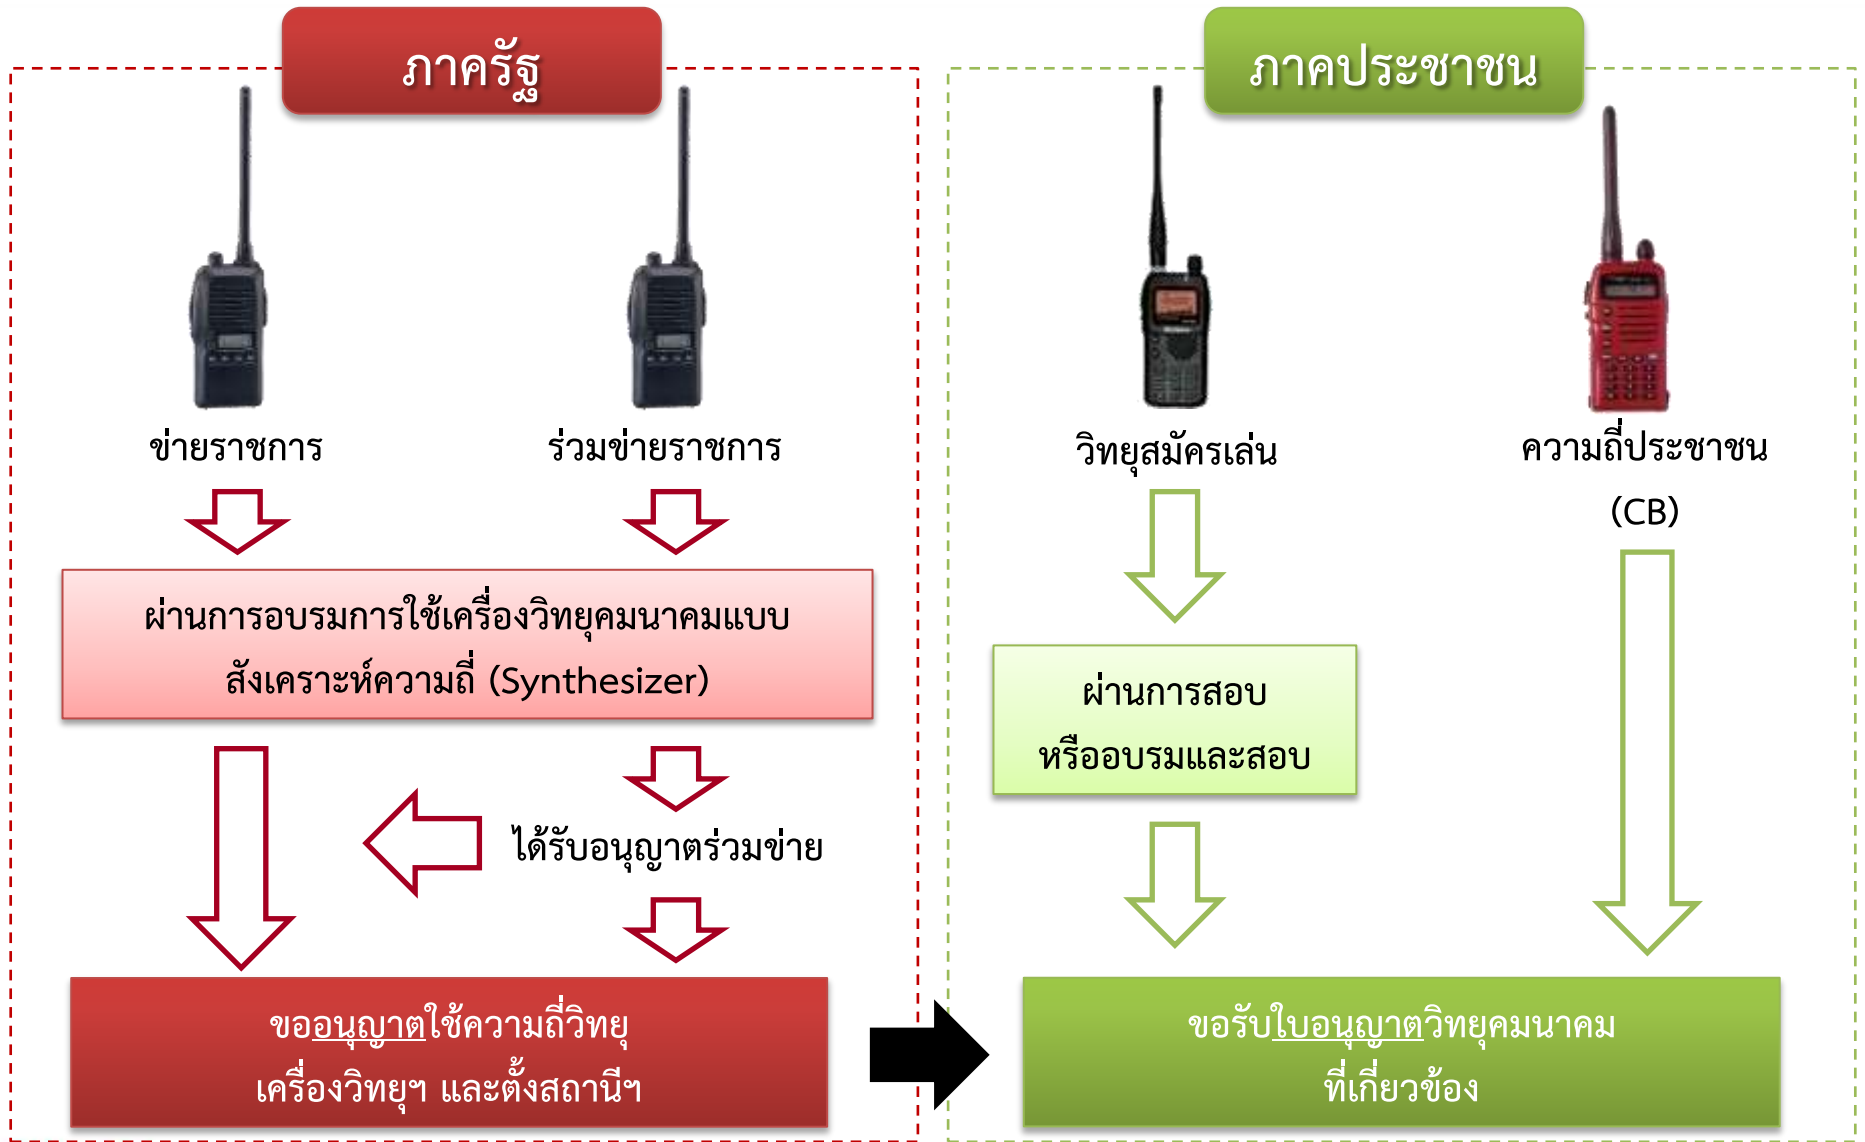 ภาครัฐ
ข่ายราชการ
ร่วมข่ายราชการ
ผ่านการอบรมการใช้เครื่องวิทยุคมนาคมแบบ
สังเคราะห์ความถี่ (Synthesizer)
ได้รับอนุญาตร่วมข่าย
ขออนุญาตใช้ความถี่วิทยุ
เครื่องวิทยุฯ และตั้งสถานีฯ
ภาคประชาชน
วิทยุสมัครเล่น
ความถี่ประชาชน
(CB)
ผ่านการสอบ
หรืออบรมและสอบ
ขอรับใบอนุญาตวิทยุคมนาคม
ที่เกี่ยวข้อง